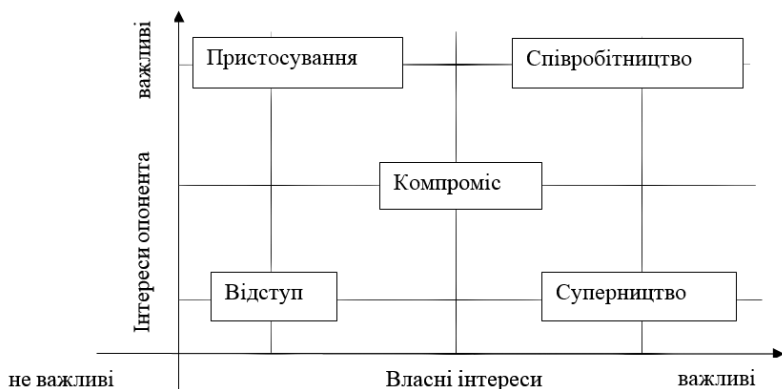 важливі
Пристосування
Співробітництво
Інтереси опонента
Компроміс
Відступ
Суперництво
не важливі
Власні інтереси
важливі